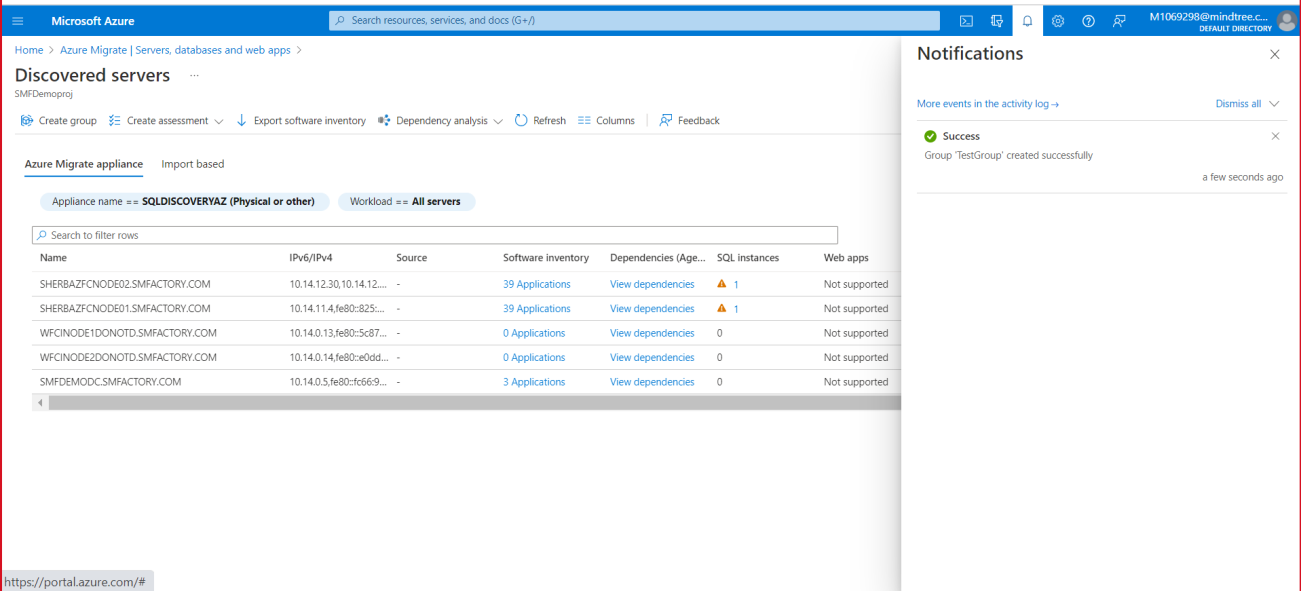 Microsoft Azure
Search resources, services, and docs (G+/)
M1069298@mindtree.c...
DEFAULT DIRECTORY
Home > Azure Migrate | Servers, databases and web apps >
Discovered servers ...
SMFDemoproj
Create group Create assessment Export software inventory Dependency analysis Refresh Columns Feedback
Azure Migrate appliance Import based
Appliance name == SQLDISCOVERYAZ (Physical or other) Workload == All servers
Search to filter rows
Name IPv6/IPv4 Source Software inventory Dependencies (Age... SQL instances Web apps
SHERBAZFCNODE02.SMFACTORY.COM 10.14.12.30,10.14.12.... - 39 Applications View dependencies 1 Not supported
SHERBAZFCNODE01.SMFACTORY.COM 10.14.11.4,fe80::825:... - 39 Applications View dependencies 1 Not supported
WFCINODE1DONOTD.SMFACTORY.COM 10.14.0.13,fe80::5c87... - 0 Applications View dependencies 0 Not supported
WFCINODE2DONOTD.SMFACTORY.COM 10.14.0.14,fe80::e0dd... - 0 Applications View dependencies 0 Not supported
SMFDEMODC.SMFACTORY.COM 10.14.0.5,fe80::fc66:9... - 3 Applications View dependencies 0 Not supported
Notifications
More events in the activity log→ Dismiss all
Success
Group 'TestGroup' created successfully
a few seconds ago
https://portal.azure.com/#